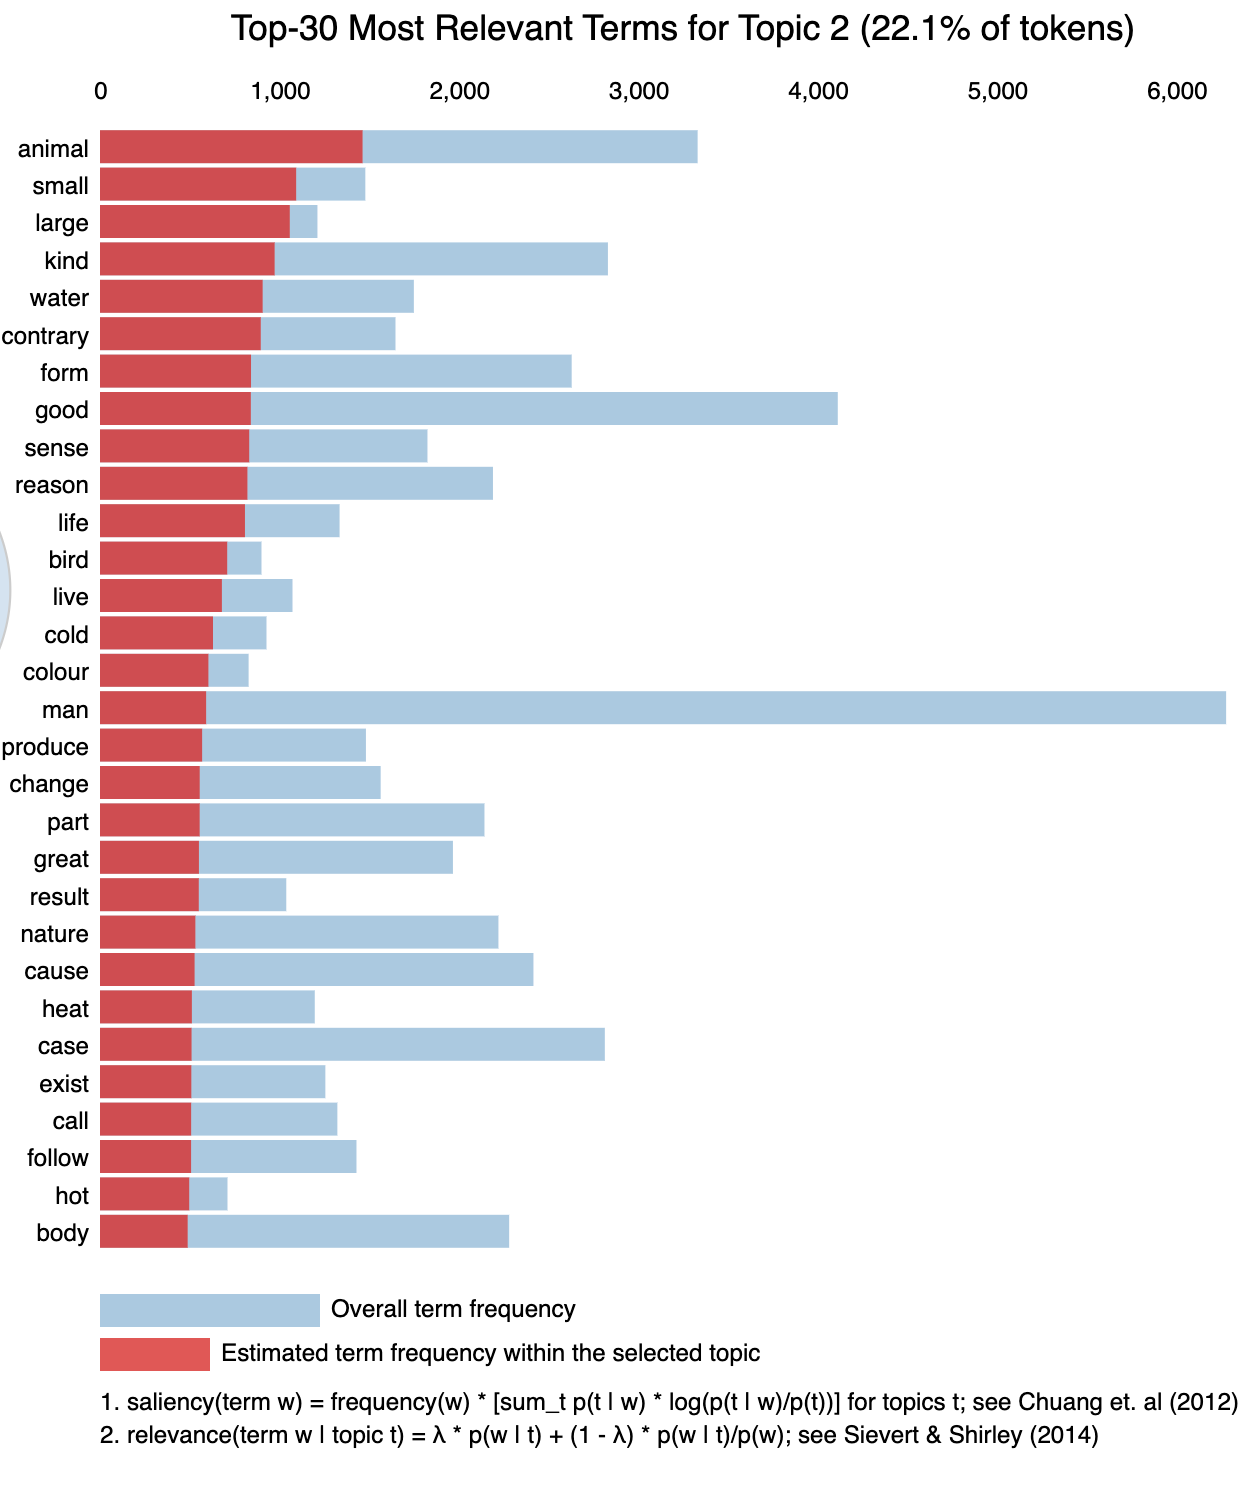 Top-30 Most Relevant Terms for Topic 2 (22.1% of tokens)
0 1,000 2,000 3,000 4,000 5,000 6,000
animal
small
large
kind
water
contrary
form
good
sense
reason
life
bird
live
cold
colour
man
produce
change
part
great
result
nature
cause
heat
case
exist
call
follow
hot
body
Overall term frequency
Estimated term frequency within the selected topic
1. saliency(term w) = frequency(w) * [sum_t p(t | w) * log(p(t | w)/p(t))] for topics t; see Chuang et. al (2012)
2. relevance(term w | topic t) = λ * p(w | t) + (1 - λ) * p(w | t)/p(w); see Sievert & Shirley (2014)